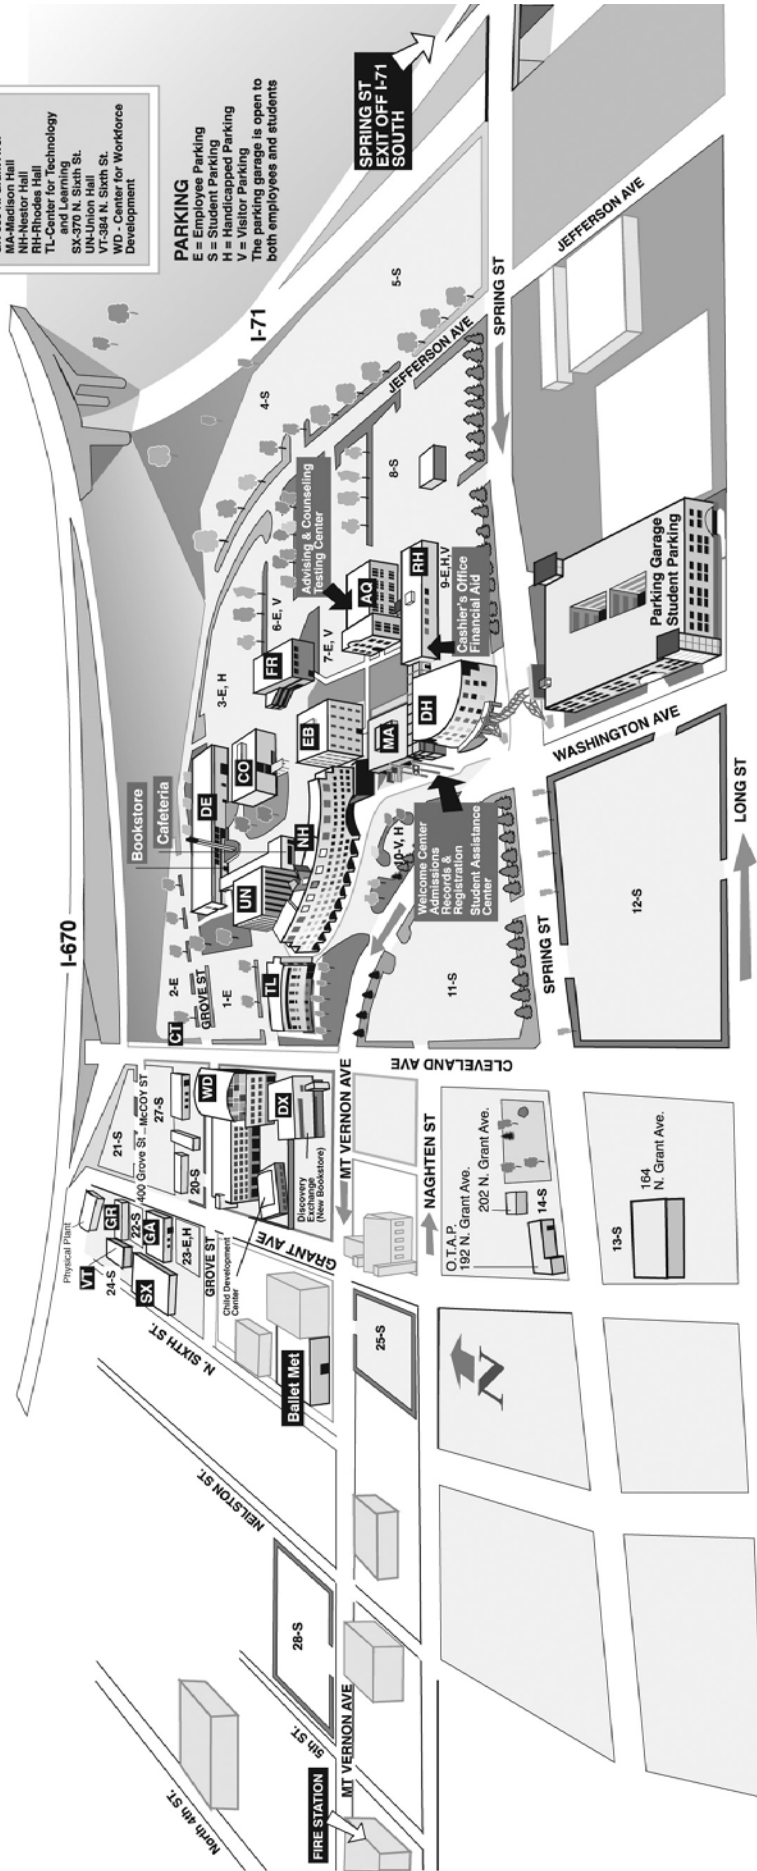 MA-Madison Hall
NH-Nestor Hall
RH-Rhodes Hall
TL-Center for Technology
and Learning
SX-370 N. Sixth St.
UN-Union Hall
VT-384 N. Sixth St.
WD - Center for Workforce
Development
PARKING
E = Employee Parking
S = Student Parking
H = Handicapped Parking
V = Visitor Parking
The parking garage is open to
both employees and students
SPRING ST
EXIT OFF I-71
SOUTH
I-670
I-71
4-S
5-S
JEFFERSON AVE
JEFFERSON AVE
SPRING ST
8-S
Advising & Counseling
Testing Center
6-E, V
7-E, V
3-E, H
FR
AQ
RH
9-E,H,V
Cashier's Office
Financial Aid
Parking Garage
Student Parking
EB
MA
DH
CO
DE
Bookstore
Cafeteria
NH
UN
10-V, H
Welcome Center
Admissions
Records &
Registration
Student Assistance
Center
WASHINGTON AVE
LONG ST
12-S
SPRING ST
11-S
TL
2-E
GROVE ST
1-E
CT
CLEVELAND AVE
MT VERNON AVE
NAGHTEN ST
21-S
400 Grove St
McCOY ST
27-S
WD
DX
20-S
Discovery
Exchange
(New Bookstore)
Physical Plant
GR
22-S
GA
23-E,H
VT
24-S
SX
GROVE ST
Child Development
Center
GRANT AVE
N. SIXTH ST.
Ballet Met
O.T.A.P.
192 N. Grant Ave.
202 N. Grant Ave.
14-S
13-S
164
N. Grant Ave.
25-S
N
NEILSTON ST.
28-S
5th ST.
MT VERNON AVE
North 4th ST.
FIRE STATION